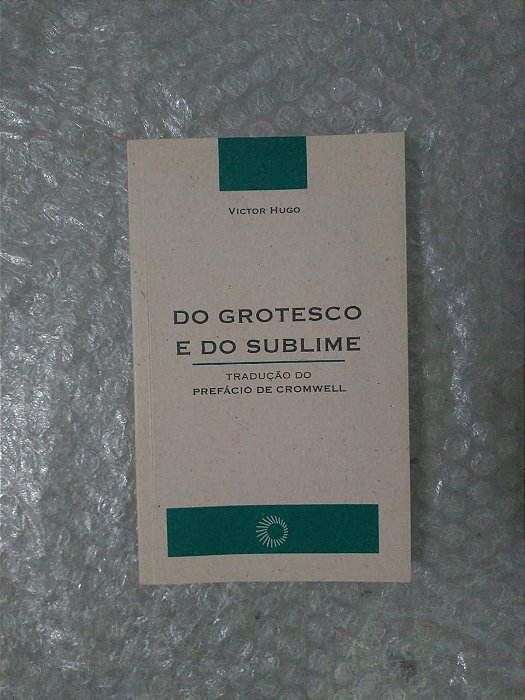 VICTOR HUGO
DO GROTESCO
E DO SUBLIME
TRADUÇÃO DO
PREFÁCIO DE CROMWELL